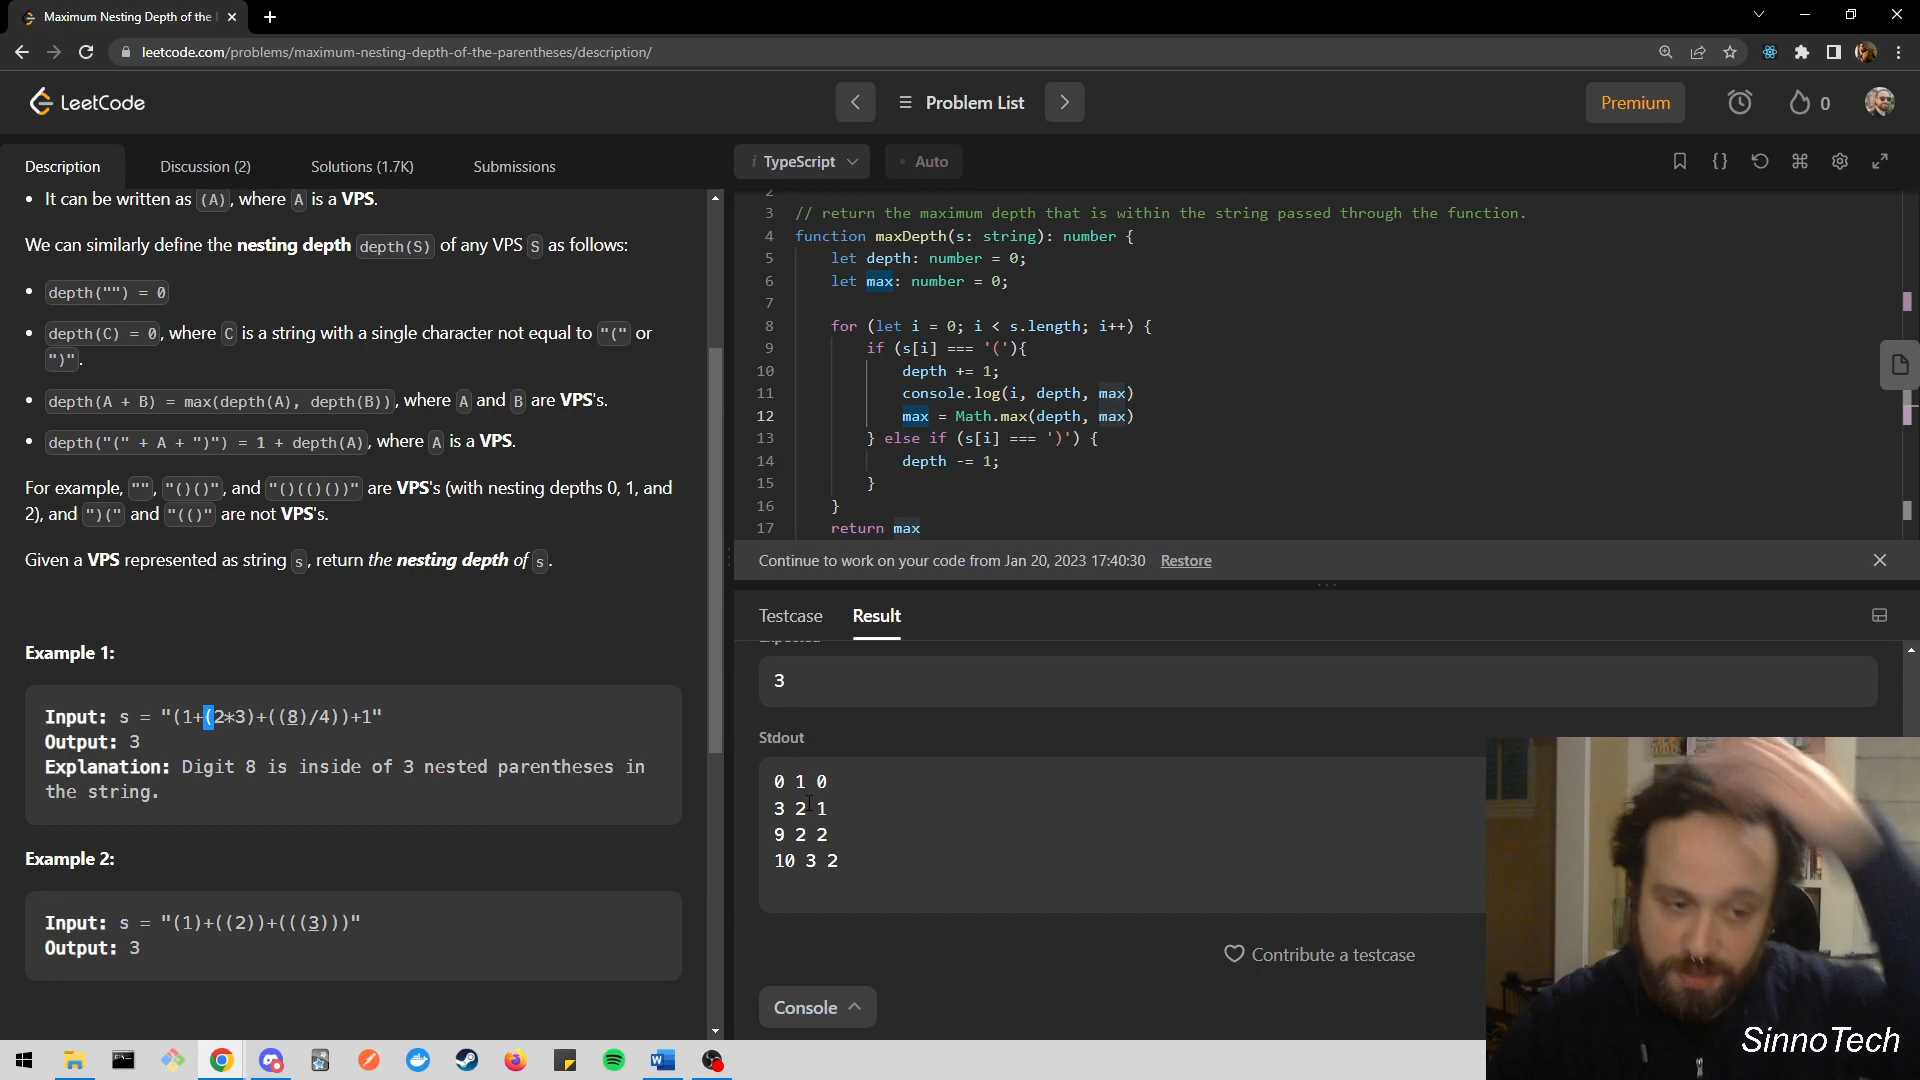 Maximum Nesting Depth of the
leetcode.com/problems/maximum-nesting-depth-of-the-parentheses/description/
LeetCode
Problem List
Premium
0
Description
Discussion (2)
Solutions (1.7K)
Submissions
• It can be written as (A), where A is a VPS.
We can similarly define the nesting depth depth(S) of any VPS S as follows:
• depth("") = 0
• depth(C) = 0, where C is a string with a single character not equal to "(" or
")".
• depth(A + B) = max(depth(A), depth(B)), where A and B are VPS's.
• depth("(" + A + ")") = 1 + depth(A), where A is a VPS.
For example, "", "()()", and "()(()())" are VPS's (with nesting depths 0, 1, and
2), and ")(" and "(()" are not VPS's.
Given a VPS represented as string s, return the nesting depth of s.
Example 1:
Input: s = "(1+(2*3)+((8)/4))+1"
Output: 3
Explanation: Digit 8 is inside of 3 nested parentheses in
the string.
Example 2:
Input: s = "(1)+((2))+(((3)))"
Output: 3
i TypeScript
Auto
2
3 // return the maximum depth that is within the string passed through the function.
4 function maxDepth(s: string): number {
5 let depth: number = 0;
6 let max: number = 0;
7
8 for (let i = 0; i < s.length; i++) {
9 if (s[i] === '('){
10 depth += 1;
11 console.log(i, depth, max)
12 max = Math.max(depth, max)
13 } else if (s[i] === ')') {
14 depth -= 1;
15 }
16 }
17 return max
Continue to work on your code from Jan 20, 2023 17:40:30 Restore
Testcase
Result
Expected
3
Stdout
0 1 0
3 2 1
9 2 2
10 3 2
Contribute a testcase
Console
SinnoTech